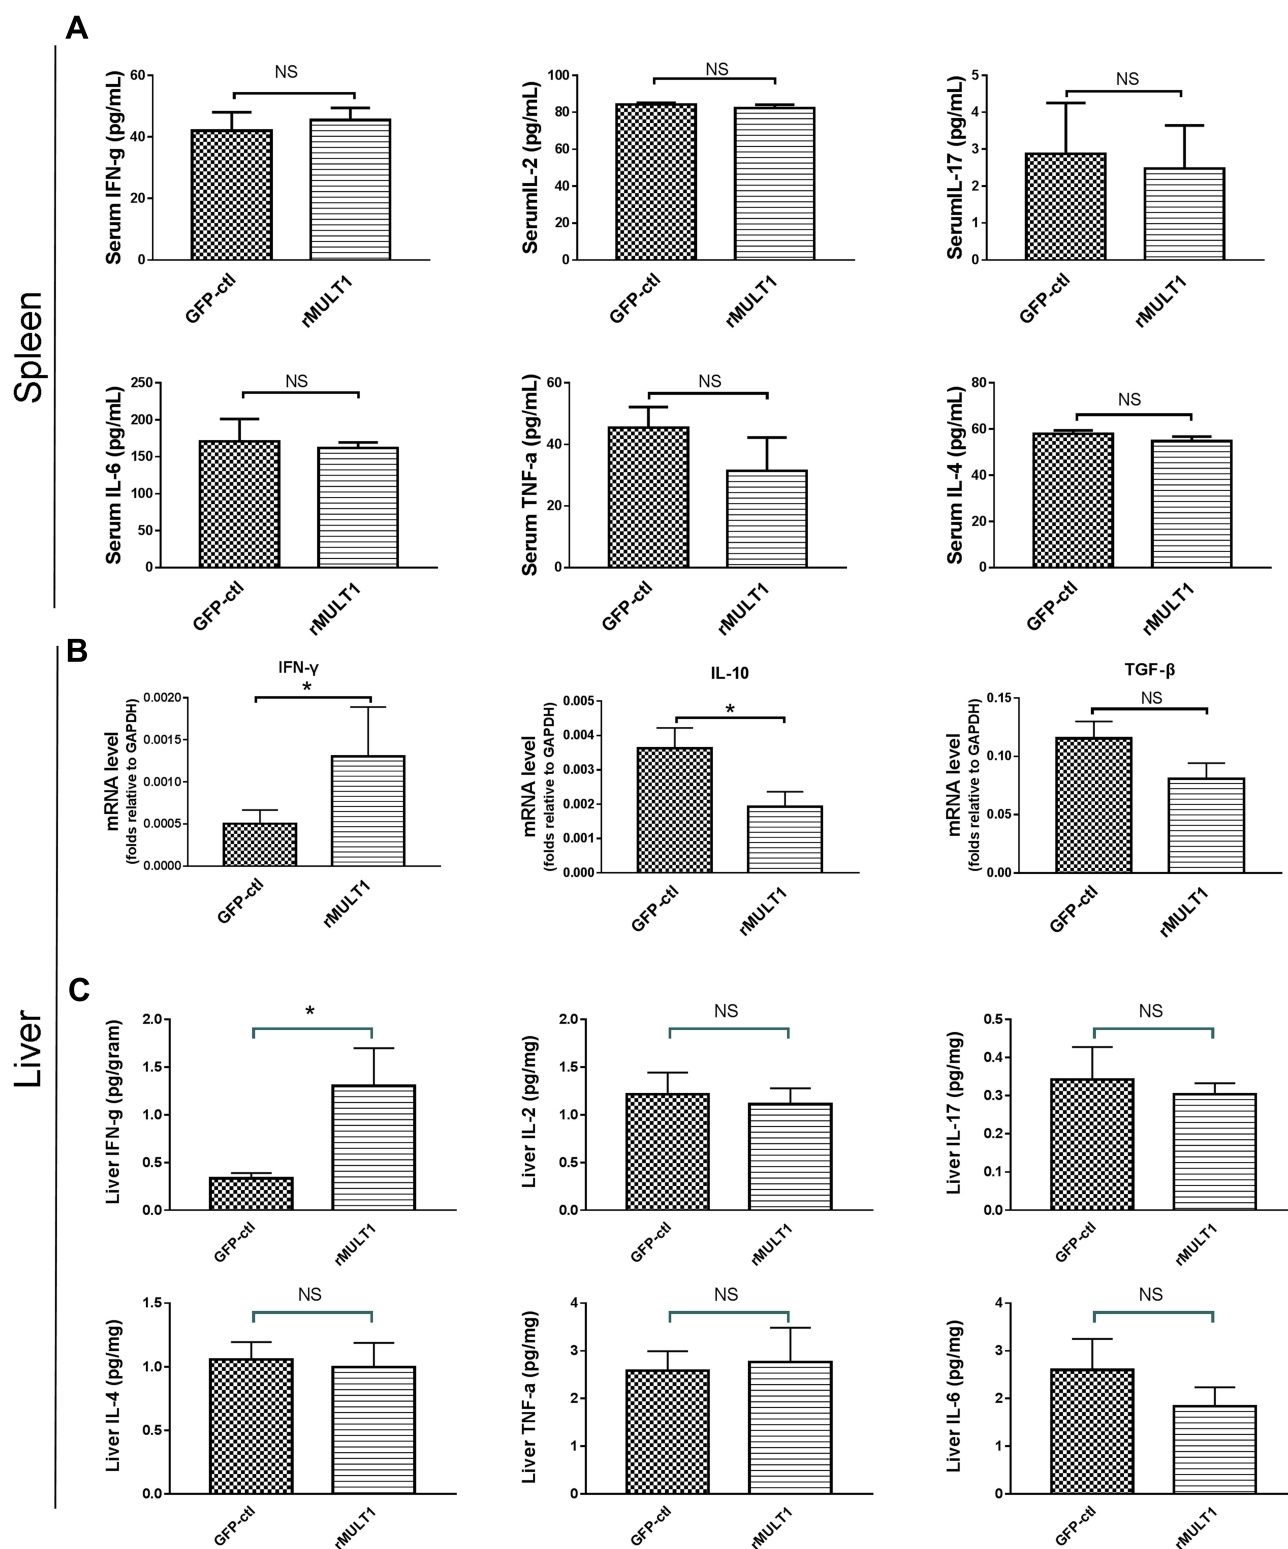 A
Spleen
Serum IFN-g (pg/mL)
60
40
20
0
NS
GFP-ctl
rMULT1
SerumIL-2 (pg/mL)
100
80
60
40
20
0
NS
GFP-ctl
rMULT1
SerumIL-17 (pg/mL)
5
4
3
2
1
0
NS
GFP-ctl
rMULT1
Serum IL-6 (pg/mL)
250
200
150
100
50
0
NS
GFP-ctl
rMULT1
Serum TNF-a (pg/mL)
60
40
20
0
NS
GFP-ctl
rMULT1
Serum IL-4 (pg/mL)
80
60
40
20
0
NS
GFP-ctl
rMULT1
B
Liver
IFN-γ
mRNA level
(folds relative to GAPDH)
0.0020
0.0015
0.0010
0.0005
0.0000
*
GFP-ctl
rMULT1
IL-10
mRNA level
(folds relative to GAPDH)
0.005
0.004
0.003
0.002
0.001
0.000
*
GFP-ctl
rMULT1
TGF-β
mRNA level
(folds relative to GAPDH)
0.15
0.10
0.05
0.00
NS
GFP-ctl
rMULT1
C
Liver IFN-g (pg/gram)
2.0
1.5
1.0
0.5
0.0
*
GFP-ctl
rMULT1
Liver IL-2 (pg/mg)
2.0
1.5
1.0
0.5
0.0
NS
GFP-ctl
rMULT1
Liver IL-17 (pg/mg)
0.5
0.4
0.3
0.2
0.1
0.0
NS
GFP-ctl
rMULT1
Liver IL-4 (pg/mg)
1.5
1.0
0.5
0.0
NS
GFP-ctl
rMULT1
Liver TNF-a (pg/mg)
4
3
2
1
0
NS
GFP-ctl
rMULT1
Liver IL-6 (pg/mg)
4
3
2
1
0
NS
GFP-ctl
rMULT1